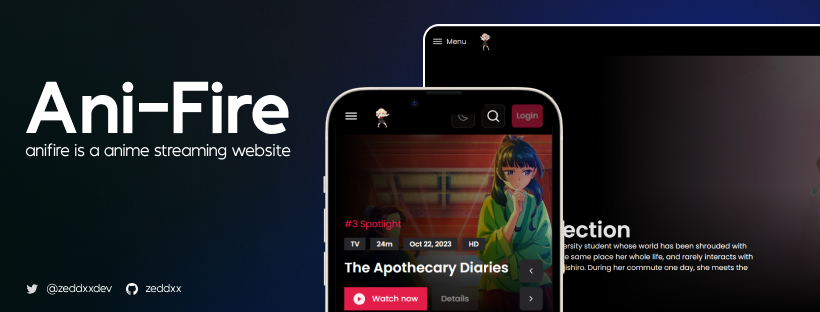 Ani-Fire
anifire is a anime streaming website
@zeddxxdev zeddxx
Menu
Login
#3 Spotlight
TV 24m Oct 22, 2023 HD
The Apothecary Diaries
Watch now Details
ection
ersity student whose world has been shrouded with
e same place her whole life, and rarely interacts with
ishiro. During her commute one day, she meets the